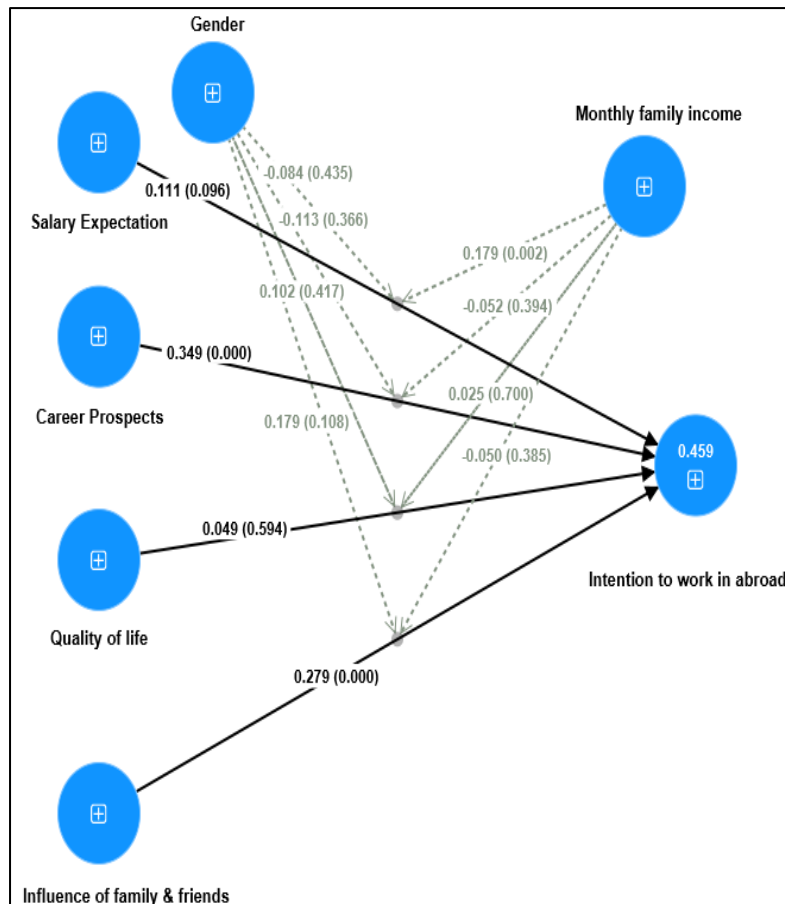 Gender
Monthly family income
Salary Expectation
0.111 (0.096)
-0.084 (0.435)
-0.113 (0.366)
0.179 (0.002)
0.102 (0.417)
-0.052 (0.394)
Career Prospects
0.349 (0.000)
0.025 (0.700)
0.179 (0.108)
-0.050 (0.385)
0.459
Quality of life
0.049 (0.594)
Intention to work in abroad
0.279 (0.000)
Influence of family & friends